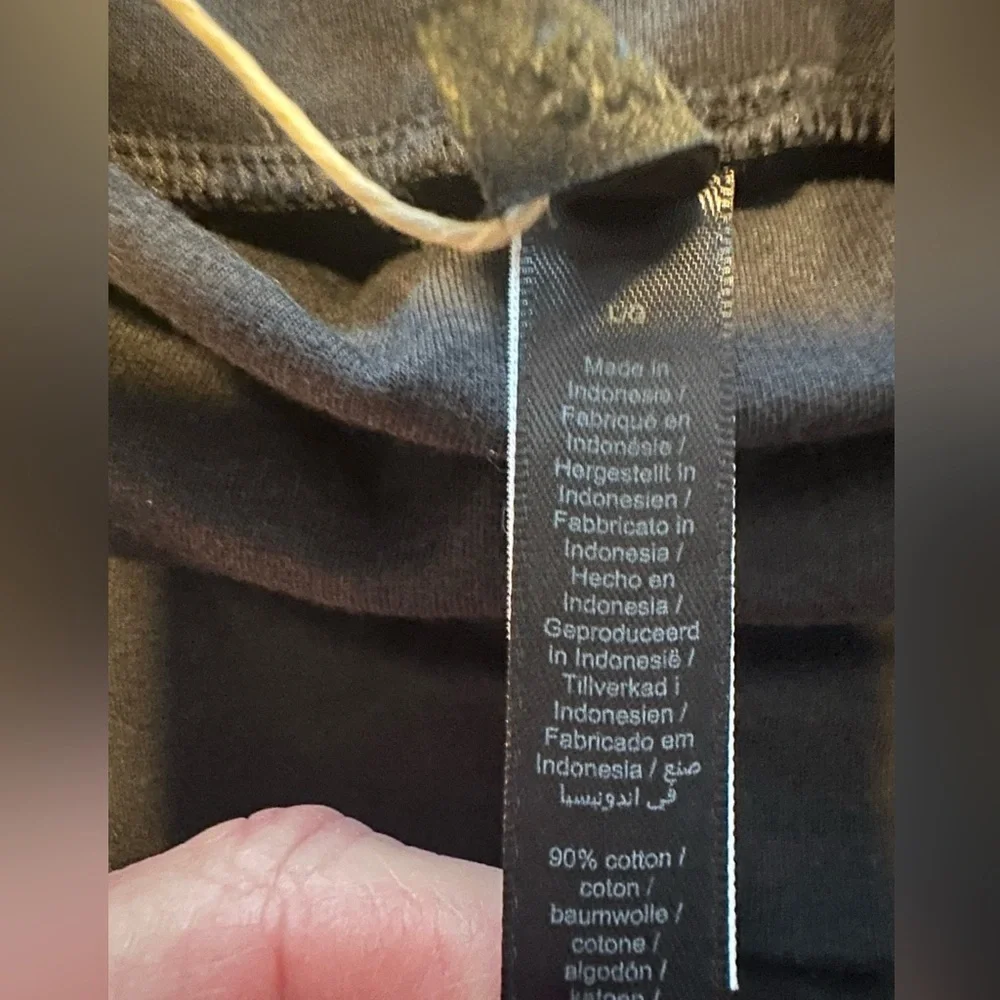 L/G
Made in
Indonesia /
Fabriqué en
Indonésie /
Hergestellt in
Indonesien /
Fabbricato in
Indonesia /
Hecho en
Indonesia /
Geproduceerd
in Indonesië /
Tillverkad i
Indonesien /
Fabricado em
Indonesia / صنع
في اندونيسيا
90% cotton /
coton /
baumwolle /
cotone /
algodón /
katoen /